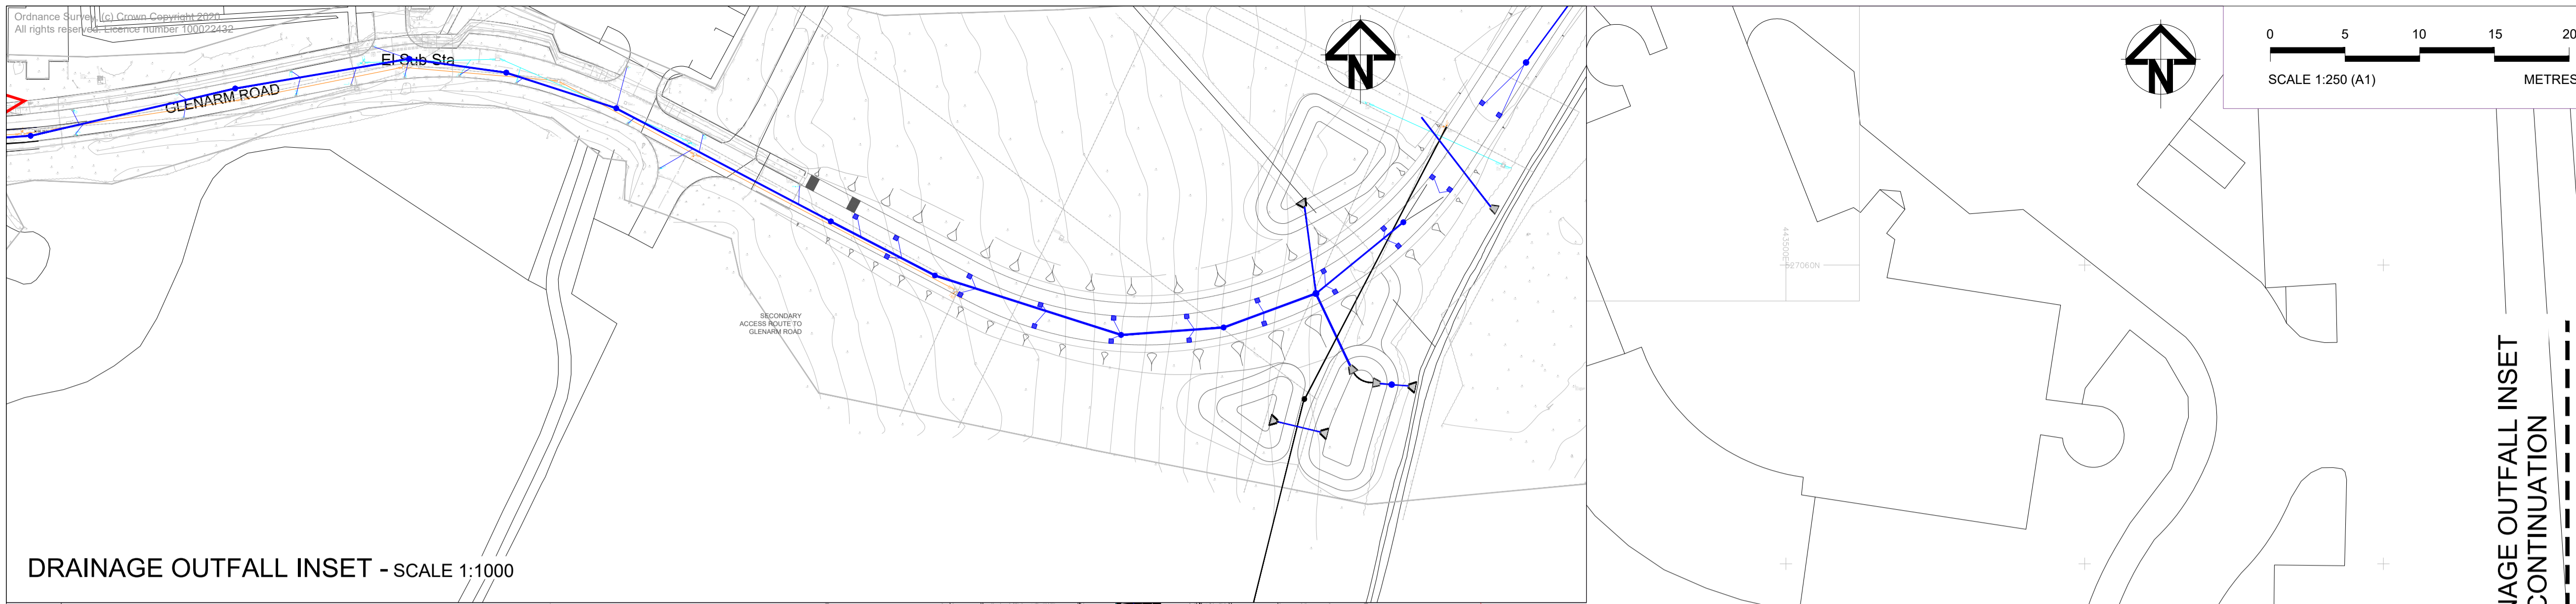 Ordnance Survey, (c) Crown Copyright 2020.
All rights reserved. Licence number 100022432
El Sub Sta
GLENARM ROAD
N
SECONDARY
ACCESS ROUTE TO
GLENARM ROAD
DRAINAGE OUTFALL INSET - SCALE 1:1000
N
0 5 10 15 20
SCALE 1:250 (A1) METRES
443500E
27060N
NAGE OUTFALL INSET
CONTINUATION